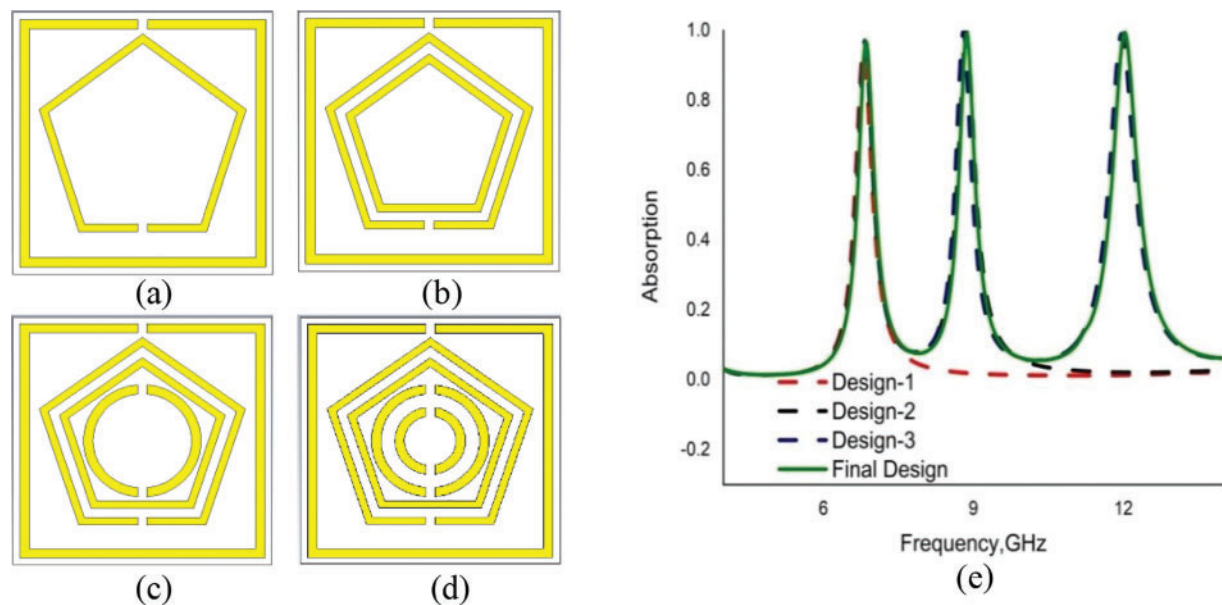 (a)
(b)
(c)
(d)
1.0
0.8
0.6
0.4
0.2
0.0
-0.2
Absorption
Design-1
Design-2
Design-3
Final Design
6 9 12
Frequency,GHz
(e)